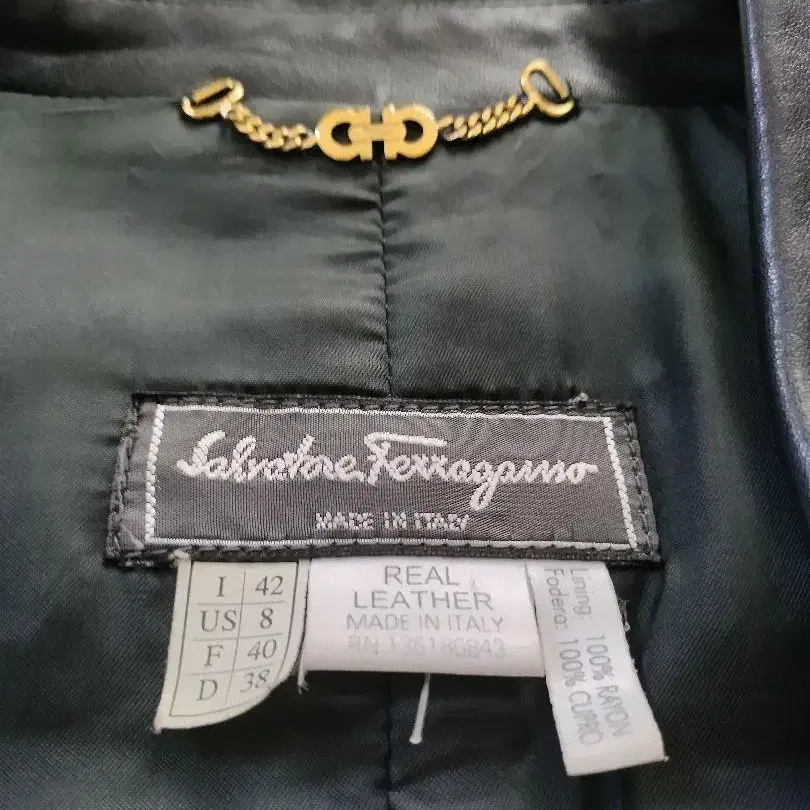 Salvatore Ferragamo
MADE IN ITALY
I 42
US 8
F 40
D 38
REAL
LEATHER
MADE IN ITALY
RN
Lining: 100% RAYON
Fodera: 100% CUPRO